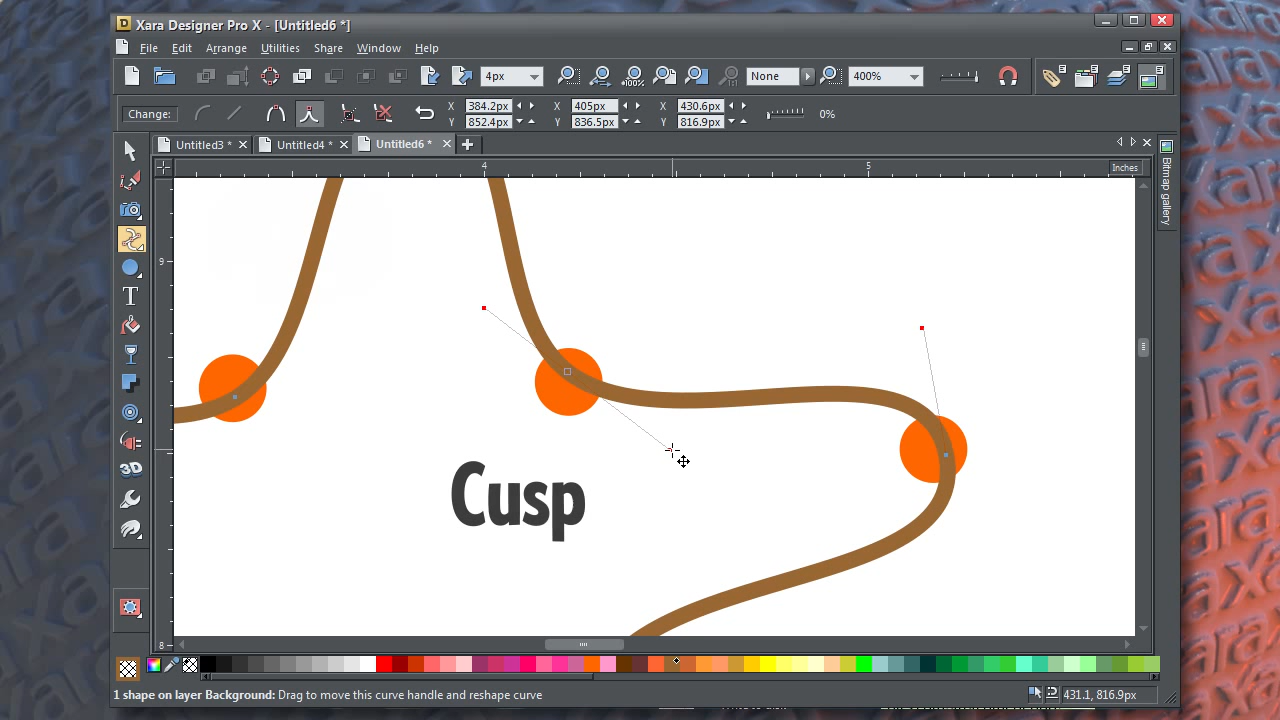 Xara Designer Pro X - [Untitled6 *]
File Edit Arrange Utilities Share Window Help
4px None 400%
Change: X 384.2px X 405px X 430.6px 0%
Y 852.4px Y 836.5px Y 816.9px
Untitled3 * Untitled4 * Untitled6 *
4 5 Inches
Bitmap gallery
9
Cusp
8
T
3D
1 shape on layer Background: Drag to move this curve handle and reshape curve 431.1, 816.9px